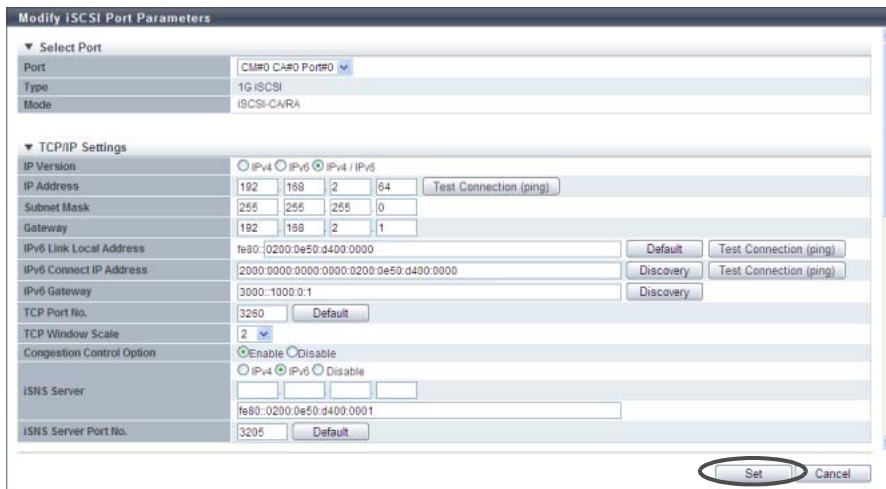 Modify iSCSI Port Parameters
▼ Select Port
Port CM#0 CA#0 Port#0
Type 1G iSCSI
Mode iSCSI-CA/RA
▼ TCP/IP Settings
IP Version IPv4 IPv6 IPv4 / IPv6
IP Address 192 . 168 . 2 . 64 Test Connection (ping)
Subnet Mask 255 . 255 . 255 . 0
Gateway 192 . 168 . 2 . 1
IPv6 Link Local Address fe80:: 0200:0e50:d400:0000 Default Test Connection (ping)
IPv6 Connect IP Address 2000:0000:0000:0000:0200:0e50:d400:0000 Discovery Test Connection (ping)
IPv6 Gateway 3000::1000:0:1 Discovery
TCP Port No. 3260 Default
TCP Window Scale 2
Congestion Control Option Enable Disable
IPv4 IPv6 Disable
iSNS Server . . .
fe80::0200:0e50:d400:0001
iSNS Server Port No. 3205 Default
Set Cancel